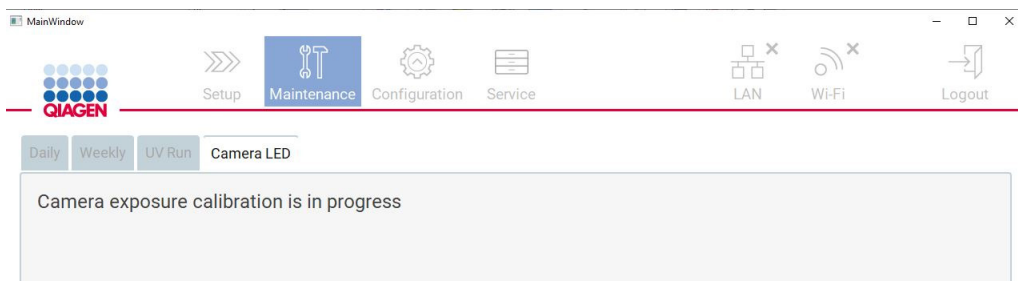 MainWindow
QIAGEN
Setup Maintenance Configuration Service LAN Wi-Fi Logout
Daily Weekly UV Run Camera LED
Camera exposure calibration is in progress